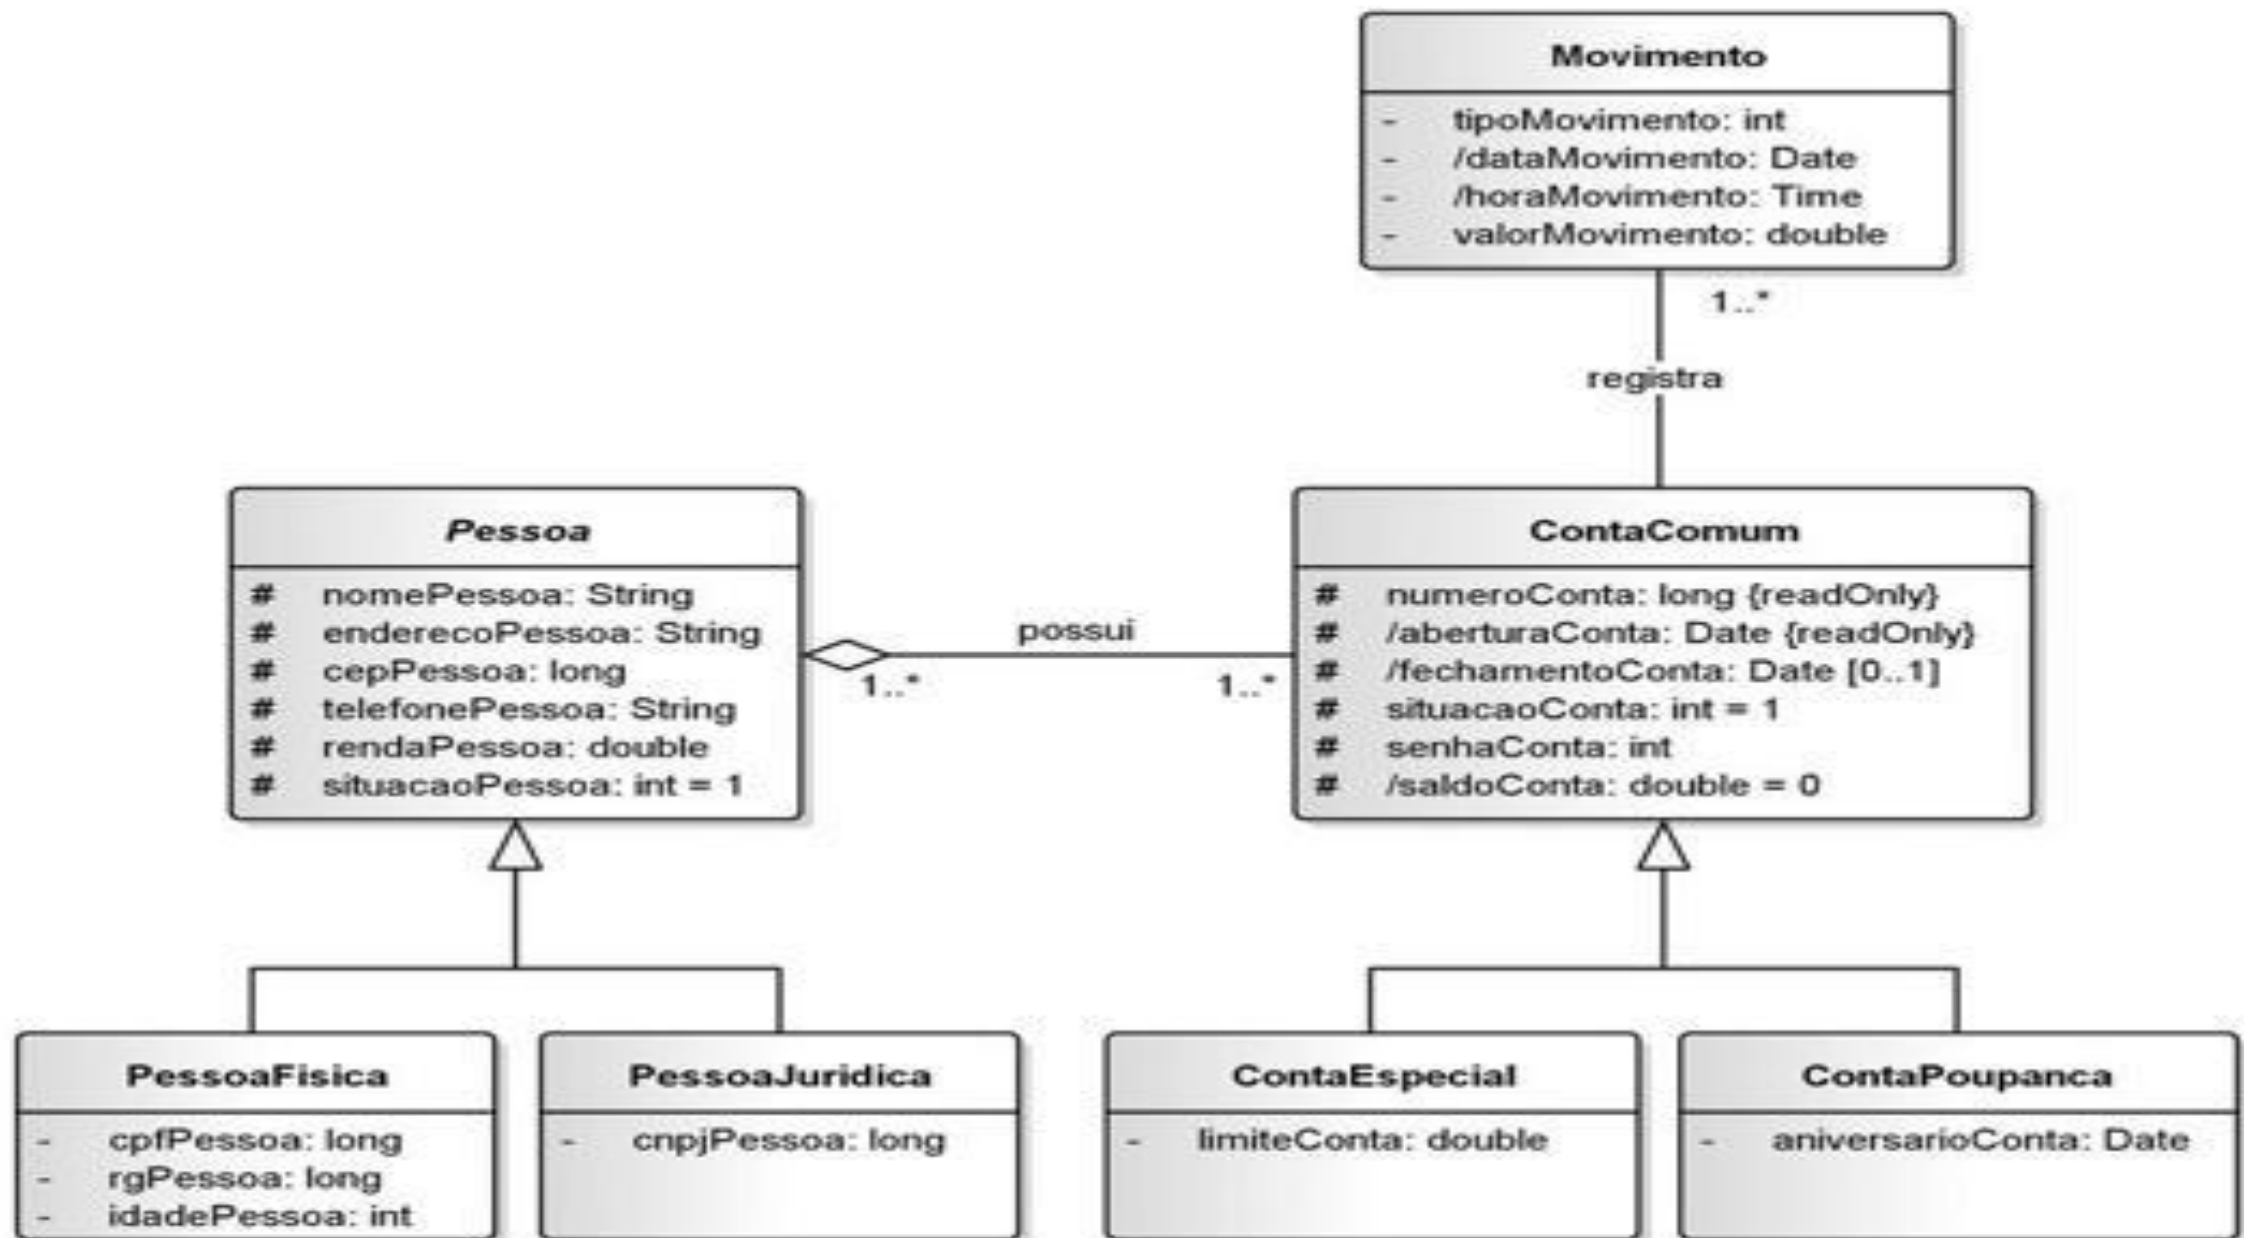 Movimento
- tipoMovimento: int
- /dataMovimento: Date
- /horaMovimento: Time
- valorMovimento: double
1..*
registra
Pessoa
# nomePessoa: String
# enderecoPessoa: String
# cepPessoa: long
# telefonePessoa: String
# rendaPessoa: double
# situacaoPessoa: int = 1
possui
1..*
1..*
ContaComum
# numeroConta: long {readOnly}
# /aberturaConta: Date {readOnly}
# /fechamentoConta: Date [0..1]
# situacaoConta: int = 1
# senhaConta: int
# /saldoConta: double = 0
PessoaFisica
- cpfPessoa: long
- rgPessoa: long
- idadePessoa: int
PessoaJuridica
- cnpjPessoa: long
ContaEspecial
- limiteConta: double
ContaPoupanca
- aniversarioConta: Date